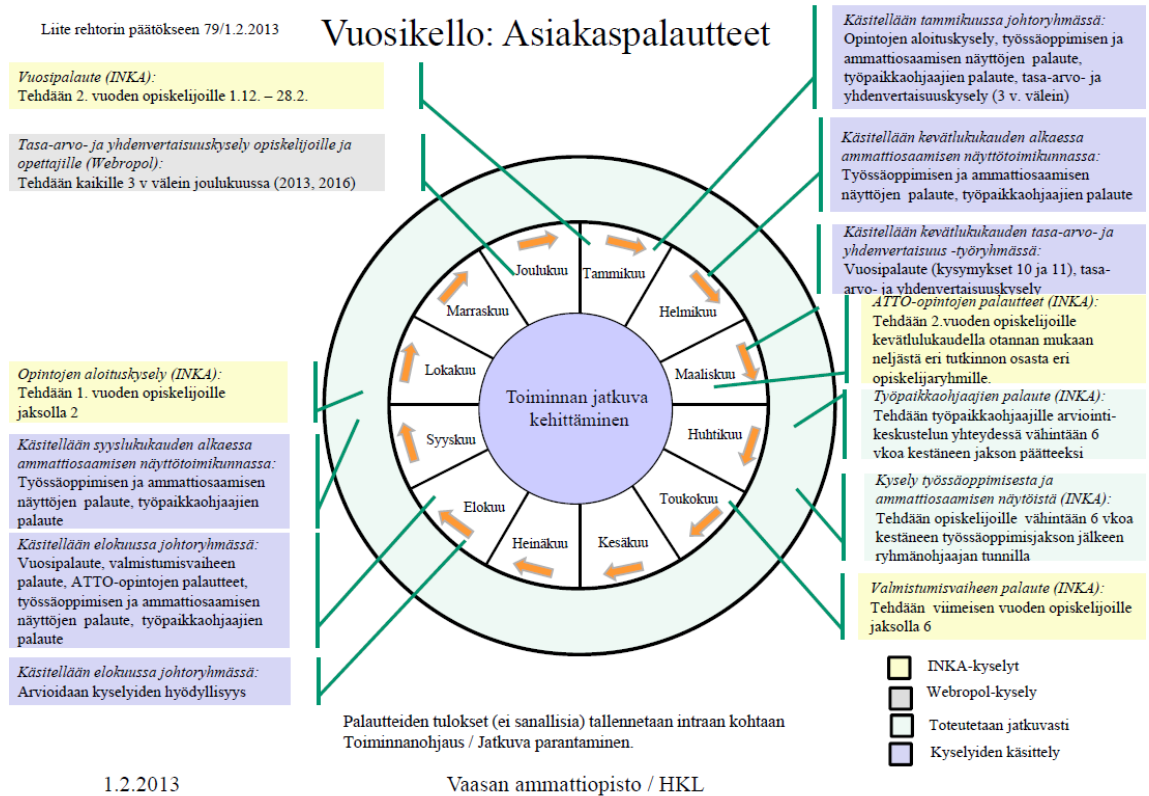 Liite rehtorin päätökseen 79/1.2.2013
Vuosikello: Asiakaspalautteet
Vuosipalaute (INKA):
Tehdään 2. vuoden opiskelijoille 1.12. – 28.2.
Tasa-arvo- ja yhdenvertaisuuskysely opiskelijoille ja
opettajille (Webropol):
Tehdään kaikille 3 v välein joulukuussa (2013, 2016)
Opintojen aloituskysely (INKA):
Tehdään 1. vuoden opiskelijoille
jaksolla 2
Käsitellään syyslukukauden alkaessa
ammattiosaamisen näyttötoimikunnassa:
Työssäoppimisen ja ammattiosaamisen
näyttöjen palaute, työpaikkaohjaajien
palaute
Käsitellään elokuussa johtoryhmässä:
Vuosipalaute, valmistumisvaiheen
palaute, ATTO-opintojen palautteet,
työssäoppimisen ja ammattiosaamisen
näyttöjen palaute, työpaikkaohjaajien
palaute
Käsitellään elokuussa johtoryhmässä:
Arvioidaan kyselyiden hyödyllisyys
Joulukuu
Tammikuu
Marraskuu
Helmikuu
Lokakuu
Maaliskuu
Toiminnan jatkuva
kehittäminen
Syyskuu
Huhtikuu
Elokuu
Toukokuu
Heinäkuu
Kesäkuu
Käsitellään tammikuussa johtoryhmässä:
Opintojen aloituskysely, työssäoppimisen ja
ammattiosaamisen näyttöjen palaute,
työpaikkaohjaajien palaute, tasa-arvo- ja
yhdenvertaisuuskysely (3 v. välein)
Käsitellään kevätlukukauden alkaessa
ammattiosaamisen näyttötoimikunnassa:
Työssäoppimisen ja ammattiosaamisen
näyttöjen palaute, työpaikkaohjaajien palaute
Käsitellään kevätlukukauden tasa-arvo- ja
yhdenvertaisuus -työryhmässä:
Vuosipalaute (kysymykset 10 ja 11), tasa-
arvo- ja yhdenvertaisuuskysely
ATTO-opintojen palautteet (INKA):
Tehdään 2.vuoden opiskelijoille
kevätlulukaudella otannan mukaan
neljästä eri tutkinnon osasta eri
opiskelijaryhmille.
Työpaikkaohjaajien palaute (INKA):
Tehdään työpaikkaohjaajille arviointi-
keskustelun yhteydessä vähintään 6
vkoa kestäneen jakson päätteeksi
Kysely työssäoppimisesta ja
ammattiosaamisen näytöistä (INKA):
Tehdään opiskelijoille vähintään 6 vkoa
kestäneen työssäoppimisjakson jälkeen
ryhmänohjaajan tunnilla
Valmistumisvaiheen palaute (INKA):
Tehdään viimeisen vuoden opiskelijoille
jaksolla 6
INKA-kyselyt
Webropol-kysely
Toteutetaan jatkuvasti
Kyselyiden käsittely
Palautteiden tulokset (ei sanallisia) tallennetaan intraan kohtaan
Toiminnanohjaus / Jatkuva parantaminen.
1.2.2013
Vaasan ammattiopisto / HKL